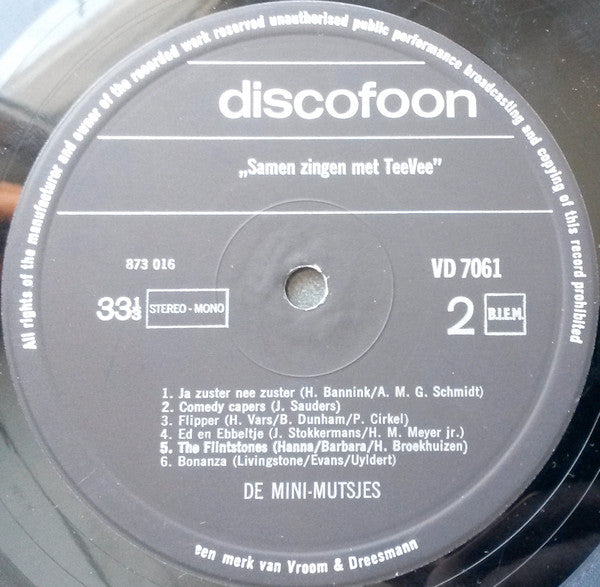 All rights of the manufacturer and owner of the recorded work reserved unauthorised public performance broadcasting and copying of this record prohibited
discofoon
„Samen zingen met TeeVee”
873 016
VD 7061
33⅓ STEREO - MONO
2 B.I.E.M.
1. Ja zuster nee zuster (H. Bannink/A. M. G. Schmidt)
2. Comedy capers (J. Sauders)
3. Flipper (H. Vars/B. Dunham/P. Cirkel)
4. Ed en Ebbeltje (J. Stokkermans/H. M. Meyer jr.)
5. The Flintstones (Hanna/Barbara/H. Broekhuizen)
6. Bonanza (Livingstone/Evans/Uyldert)
DE MINI-MUTSJES
een merk van Vroom & Dreesmann